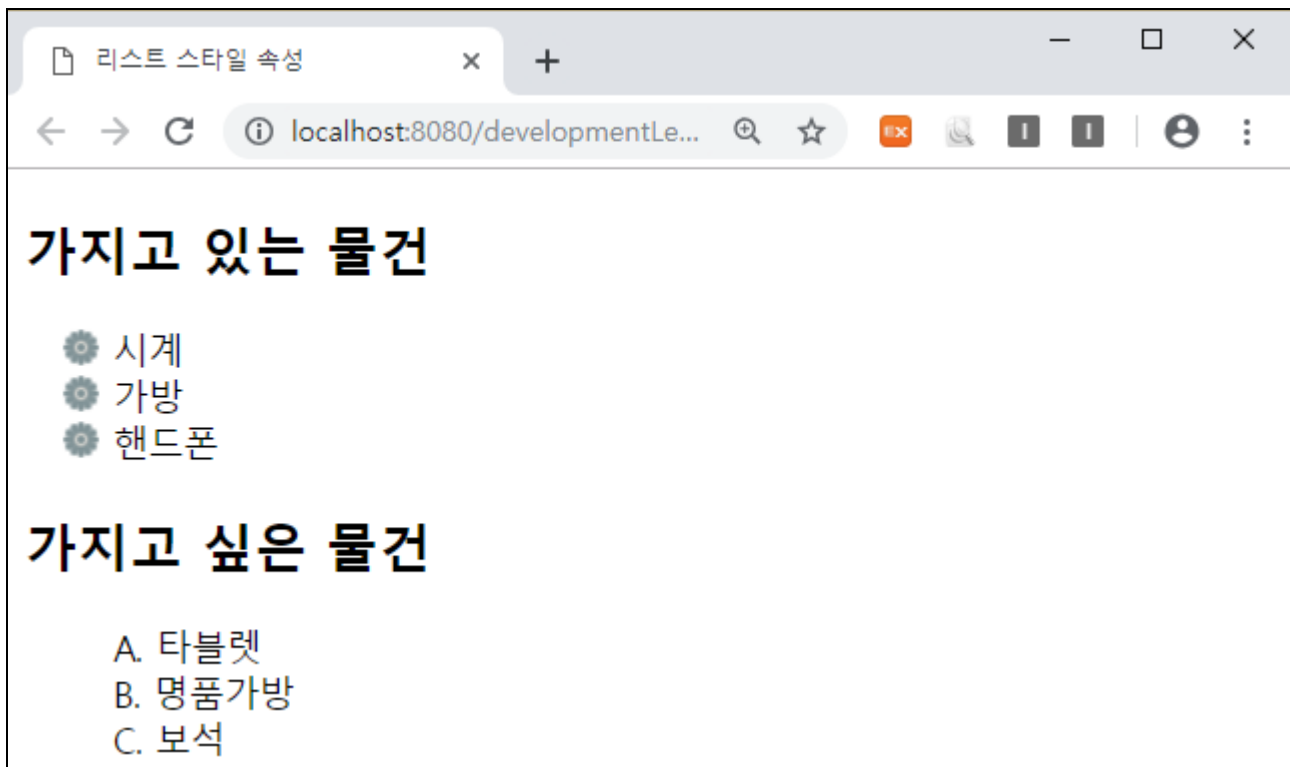 리스트 스타일 속성
localhost:8080/developmentLe...
가지고 있는 물건
시계
가방
핸드폰
가지고 싶은 물건
A. 타블렛
B. 명품가방
C. 보석